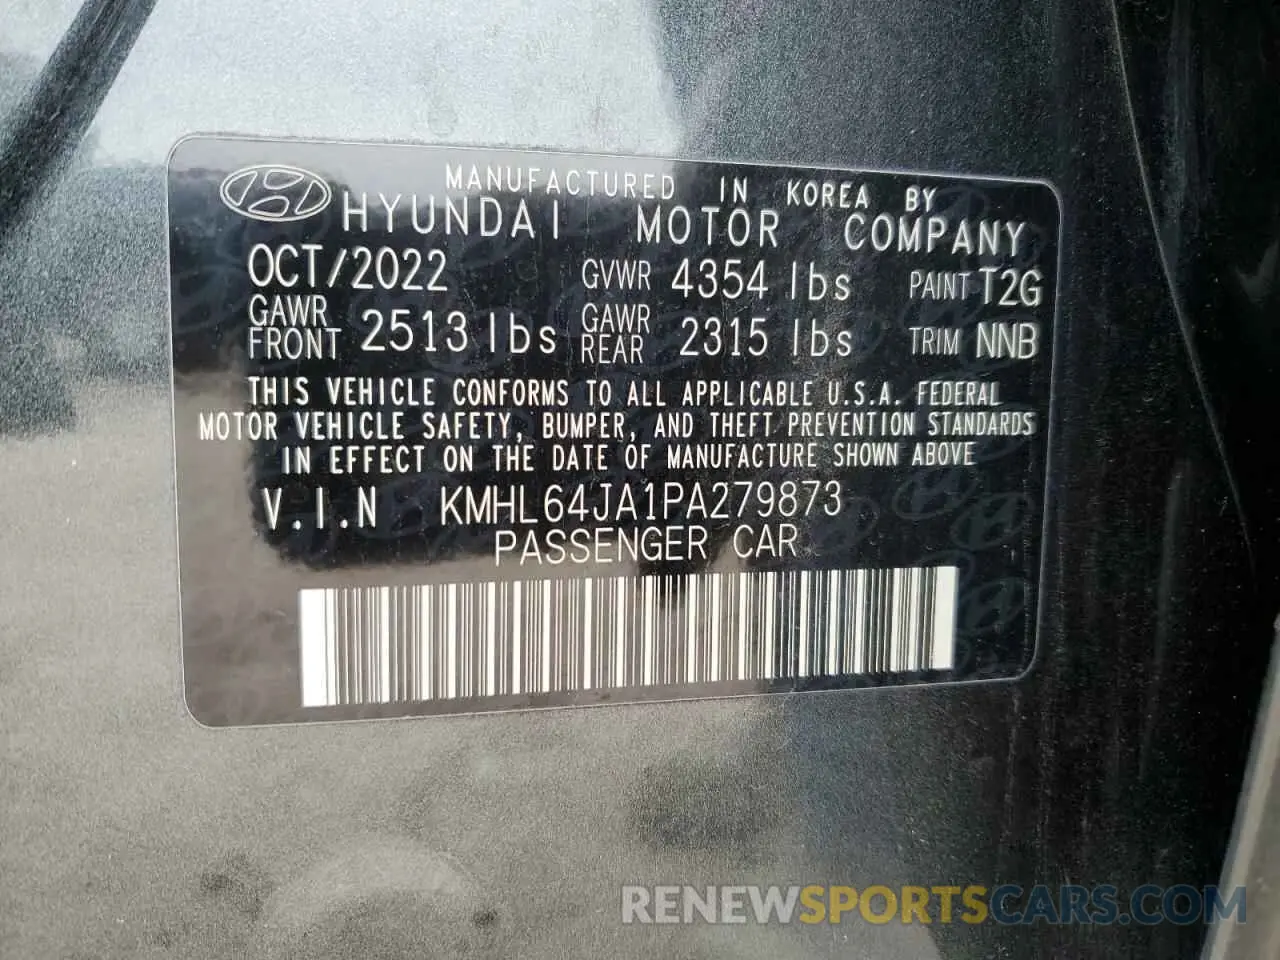 MANUFACTURED IN KOREA BY
HYUNDAI MOTOR COMPANY
OCT/2022 GVWR 4354 lbs PAINT T2G
GAWR FRONT 2513 lbs GAWR REAR 2315 lbs TRIM NNB
THIS VEHICLE CONFORMS TO ALL APPLICABLE U.S.A. FEDERAL
MOTOR VEHICLE SAFETY, BUMPER, AND THEFT PREVENTION STANDARDS
IN EFFECT ON THE DATE OF MANUFACTURE SHOWN ABOVE
V.I.N KMHL64JA1PA279873
PASSENGER CAR
RENEWSPORTSCARS.COM